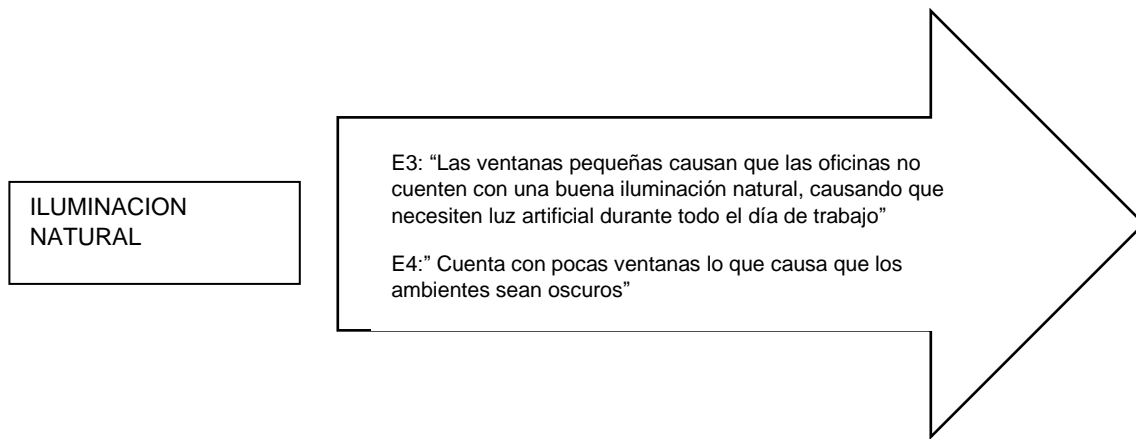 ILUMINACION
NATURAL
E3: “Las ventanas pequeñas causan que las oficinas no
cuenten con una buena iluminación natural, causando que
necesiten luz artificial durante todo el día de trabajo”
E4:” Cuenta con pocas ventanas lo que causa que los
ambientes sean oscuros”